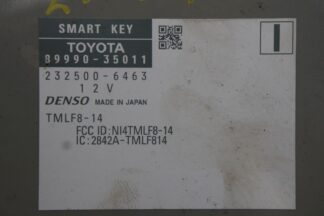 SMART KEY
TOYOTA
89990-35011
232500-6463
12V
DENSO MADE IN JAPAN
TMLF8-14
FCC ID:NI4TMLF8-14
IC:2842A-TMLF814
I